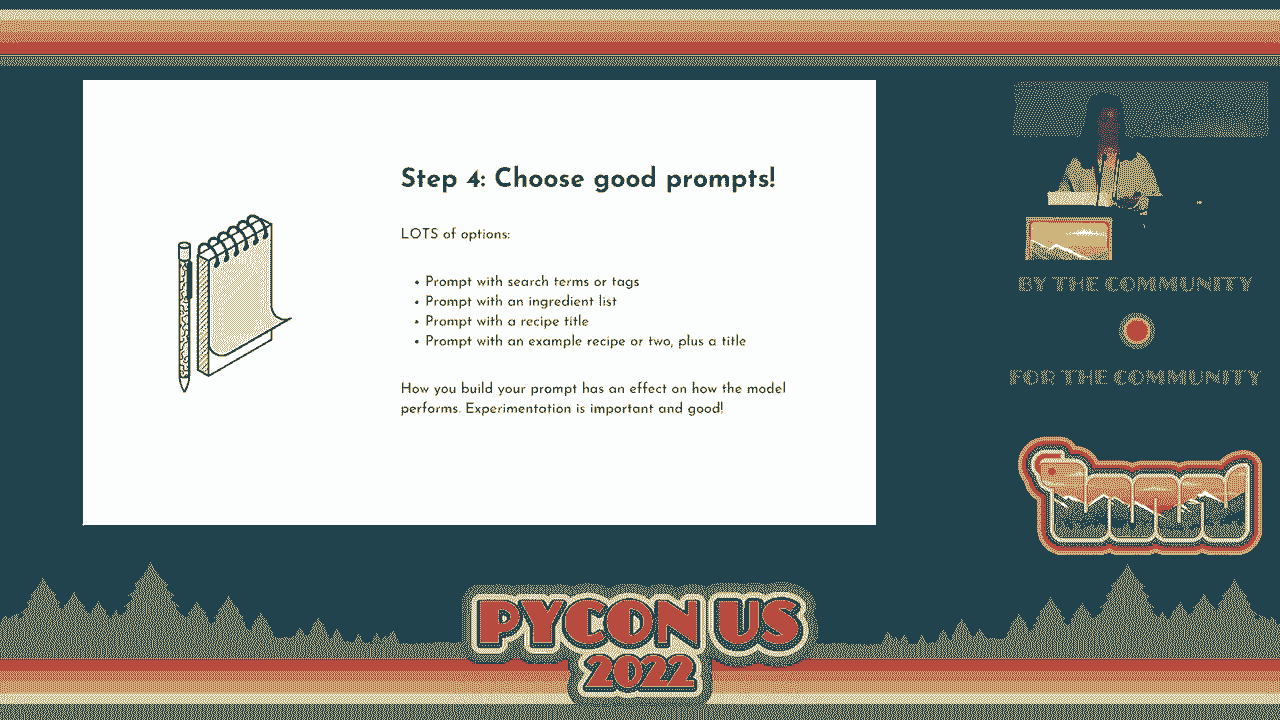 Step 4: Choose good prompts!
LOTS of options:
• Prompt with search terms or tags
• Prompt with an ingredient list
• Prompt with a recipe title
• Prompt with an example recipe or two, plus a title
How you build your prompt has an effect on how the model
performs. Experimentation is important and good!
BY THE COMMUNITY
FOR THE COMMUNITY
PYCON US
2022